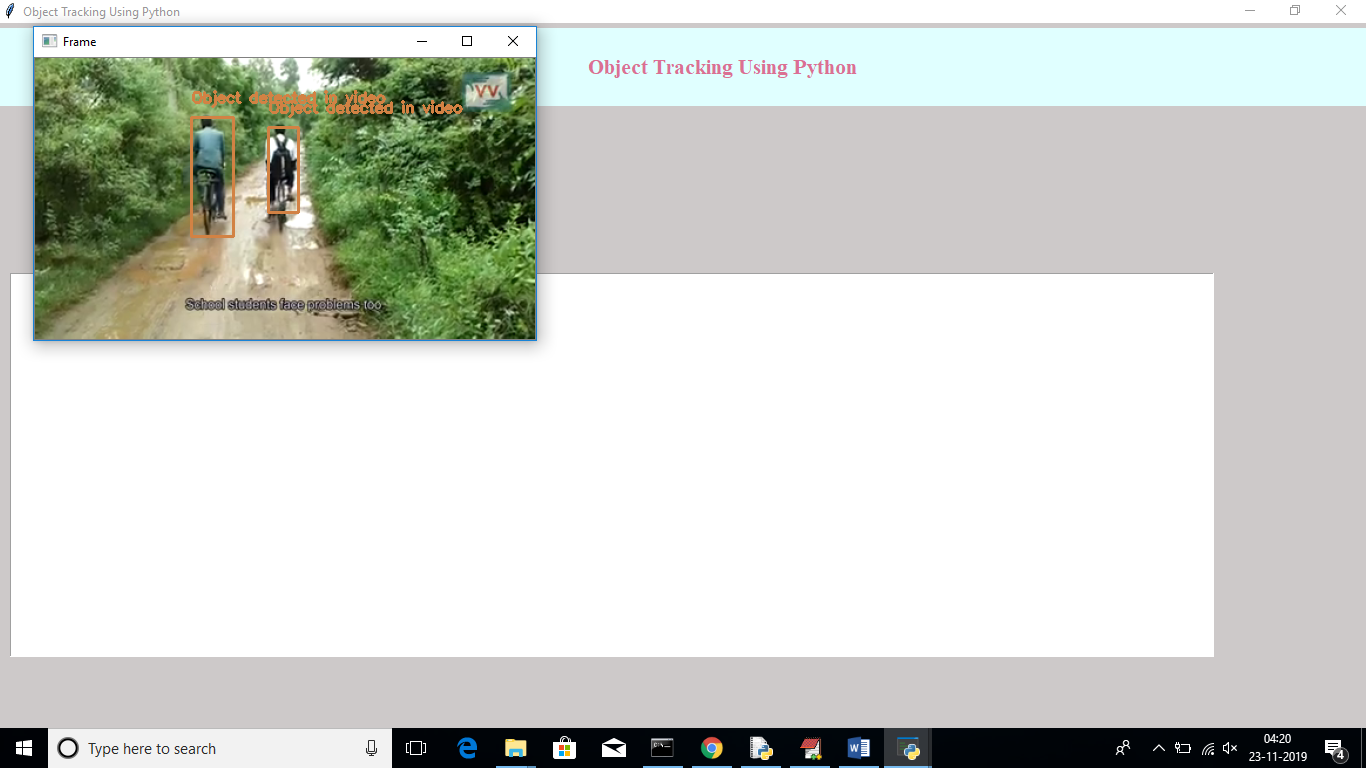 Object Tracking Using Python
Frame
Object Tracking Using Python
VV
Object detected in video
Object detected in video
School students face problems too
Type here to search
04:20
23-11-2019
4